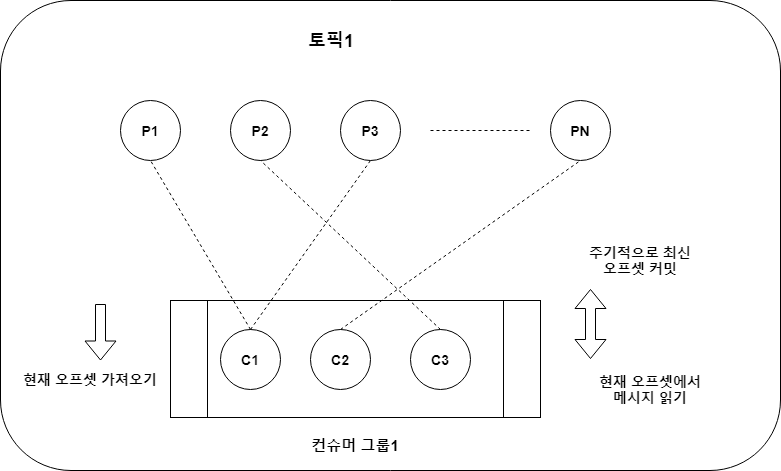 토픽1
P1
P2
P3
PN
주기적으로 최신
오프셋 커밋
C1
C2
C3
현재 오프셋 가져오기
현재 오프셋에서
메시지 읽기
컨슈머 그룹1